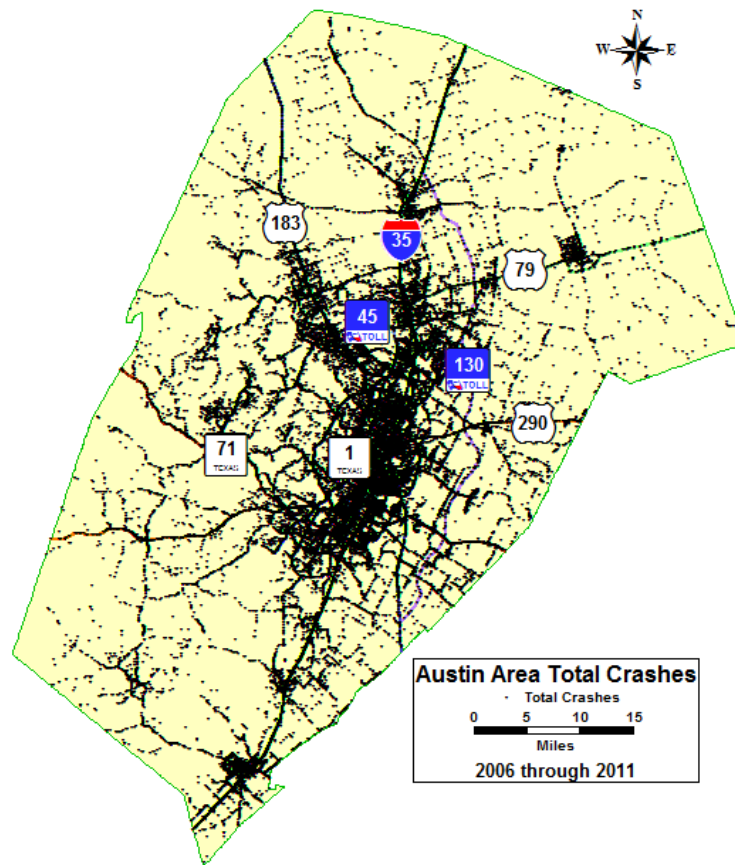 N
W E
S
183
35
79
45
TOLL
130
TOLL
290
71
TEXAS
1
TEXAS
Austin Area Total Crashes
Total Crashes
0 5 10 15
Miles
2006 through 2011